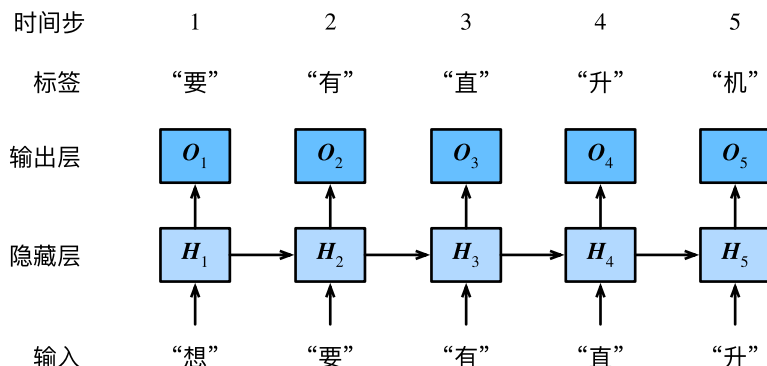 时间步 1 2 3 4 5
标签 “要” “有” “直” “升” “机”
输出层 O1 O2 O3 O4 O5
隐藏层 H1 H2 H3 H4 H5
输入 “想” “要” “有” “直” “升”